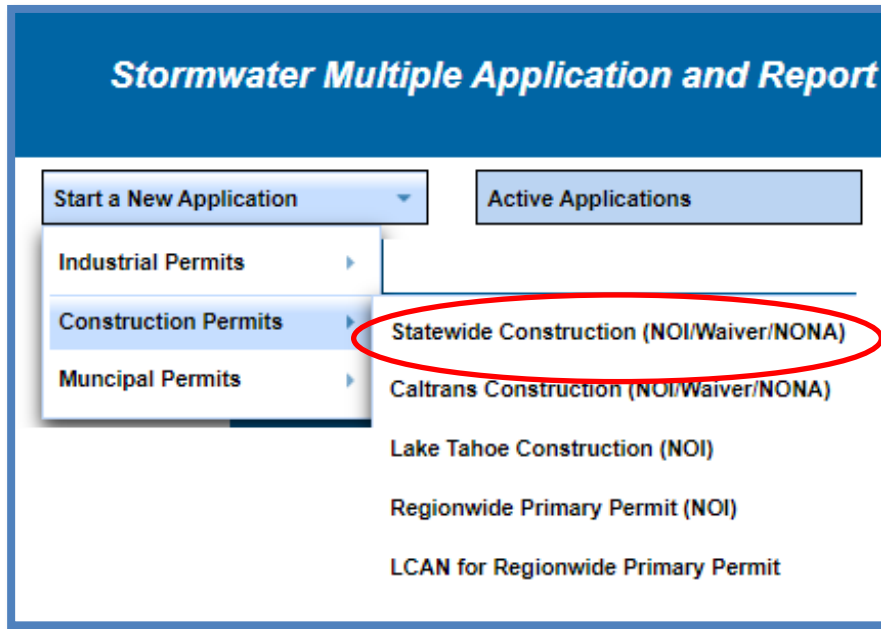 Stormwater Multiple Application and Report
Start a New Application
Active Applications
Industrial Permits
Construction Permits
Statewide Construction (NOI/Waiver/NONA)
Muncipal Permits
Caltrans Construction (NOI/Waiver/NONA)
Lake Tahoe Construction (NOI)
Regionwide Primary Permit (NOI)
LCAN for Regionwide Primary Permit